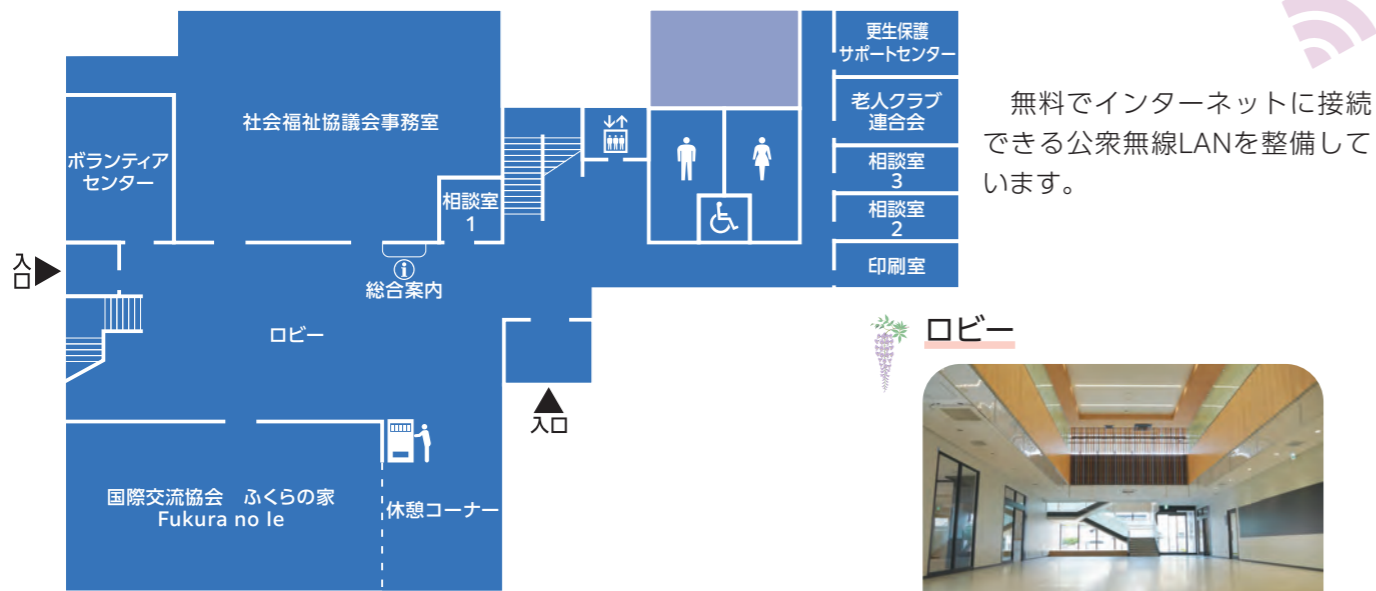 更生保護
サポートセンター
老人クラブ
連合会
相談室
3
相談室
2
印刷室
社会福祉協議会事務室
ボランティア
センター
相談室
1
入口
総合案内
ロビー
入口
国際交流協会　ふくらの家
Fukura no Ie
休憩コーナー
無料でインターネットに接続
できる公衆無線LANを整備して
います。
ロビー